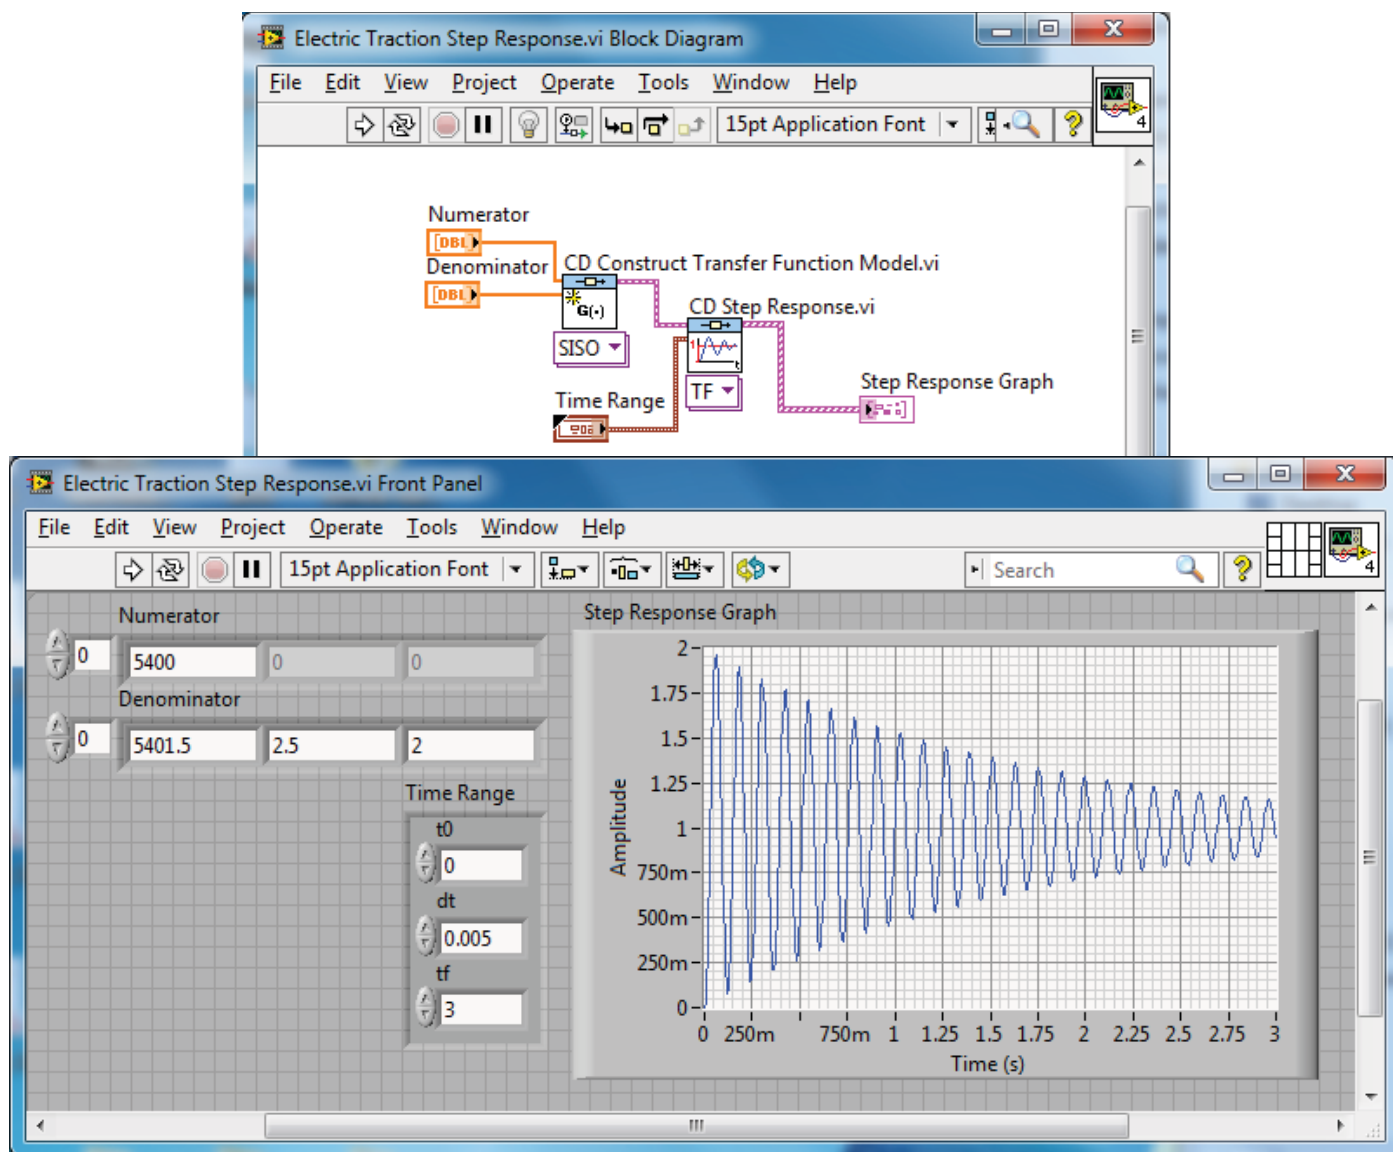 Electric Traction Step Response.vi Block Diagram
File Edit View Project Operate Tools Window Help
15pt Application Font
4
Numerator
[DBL]
Denominator
[DBL]
CD Construct Transfer Function Model.vi
G(·)
SISO
CD Step Response.vi
1
t
TF
Time Range
Step Response Graph
Electric Traction Step Response.vi Front Panel
File Edit View Project Operate Tools Window Help
15pt Application Font
Search
4
Numerator
0
5400
0
0
Denominator
0
5401.5
2.5
2
Time Range
t0
0
dt
0.005
tf
3
Step Response Graph
Amplitude
2
1.75
1.5
1.25
1
750m
500m
250m
0
0 250m 750m 1 1.25 1.5 1.75 2 2.25 2.5 2.75 3
Time (s)